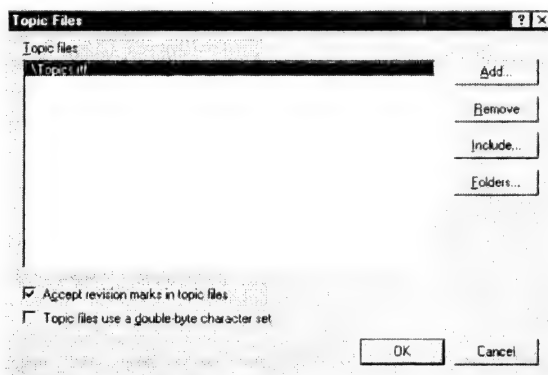 Topic Files
Topic files
.\Topics.rtf
Add...
Remove
Include...
Folders...
Accept revision marks in topic files
Topic files use a double-byte character set
OK
Cancel